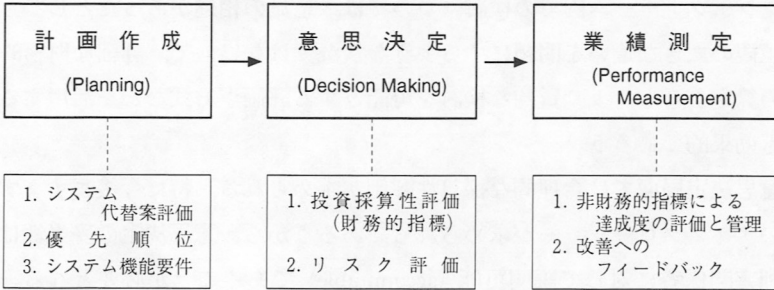 計画作成
(Planning)
意思決定
(Decision Making)
業績測定
(Performance
Measurement)
1. システム
代替案評価
2. 優先順位
3. システム機能要件
1. 投資採算性評価
(財務的指標)
2. リスク評価
1. 非財務的指標による
達成度の評価と管理
2. 改善への
フィードバック